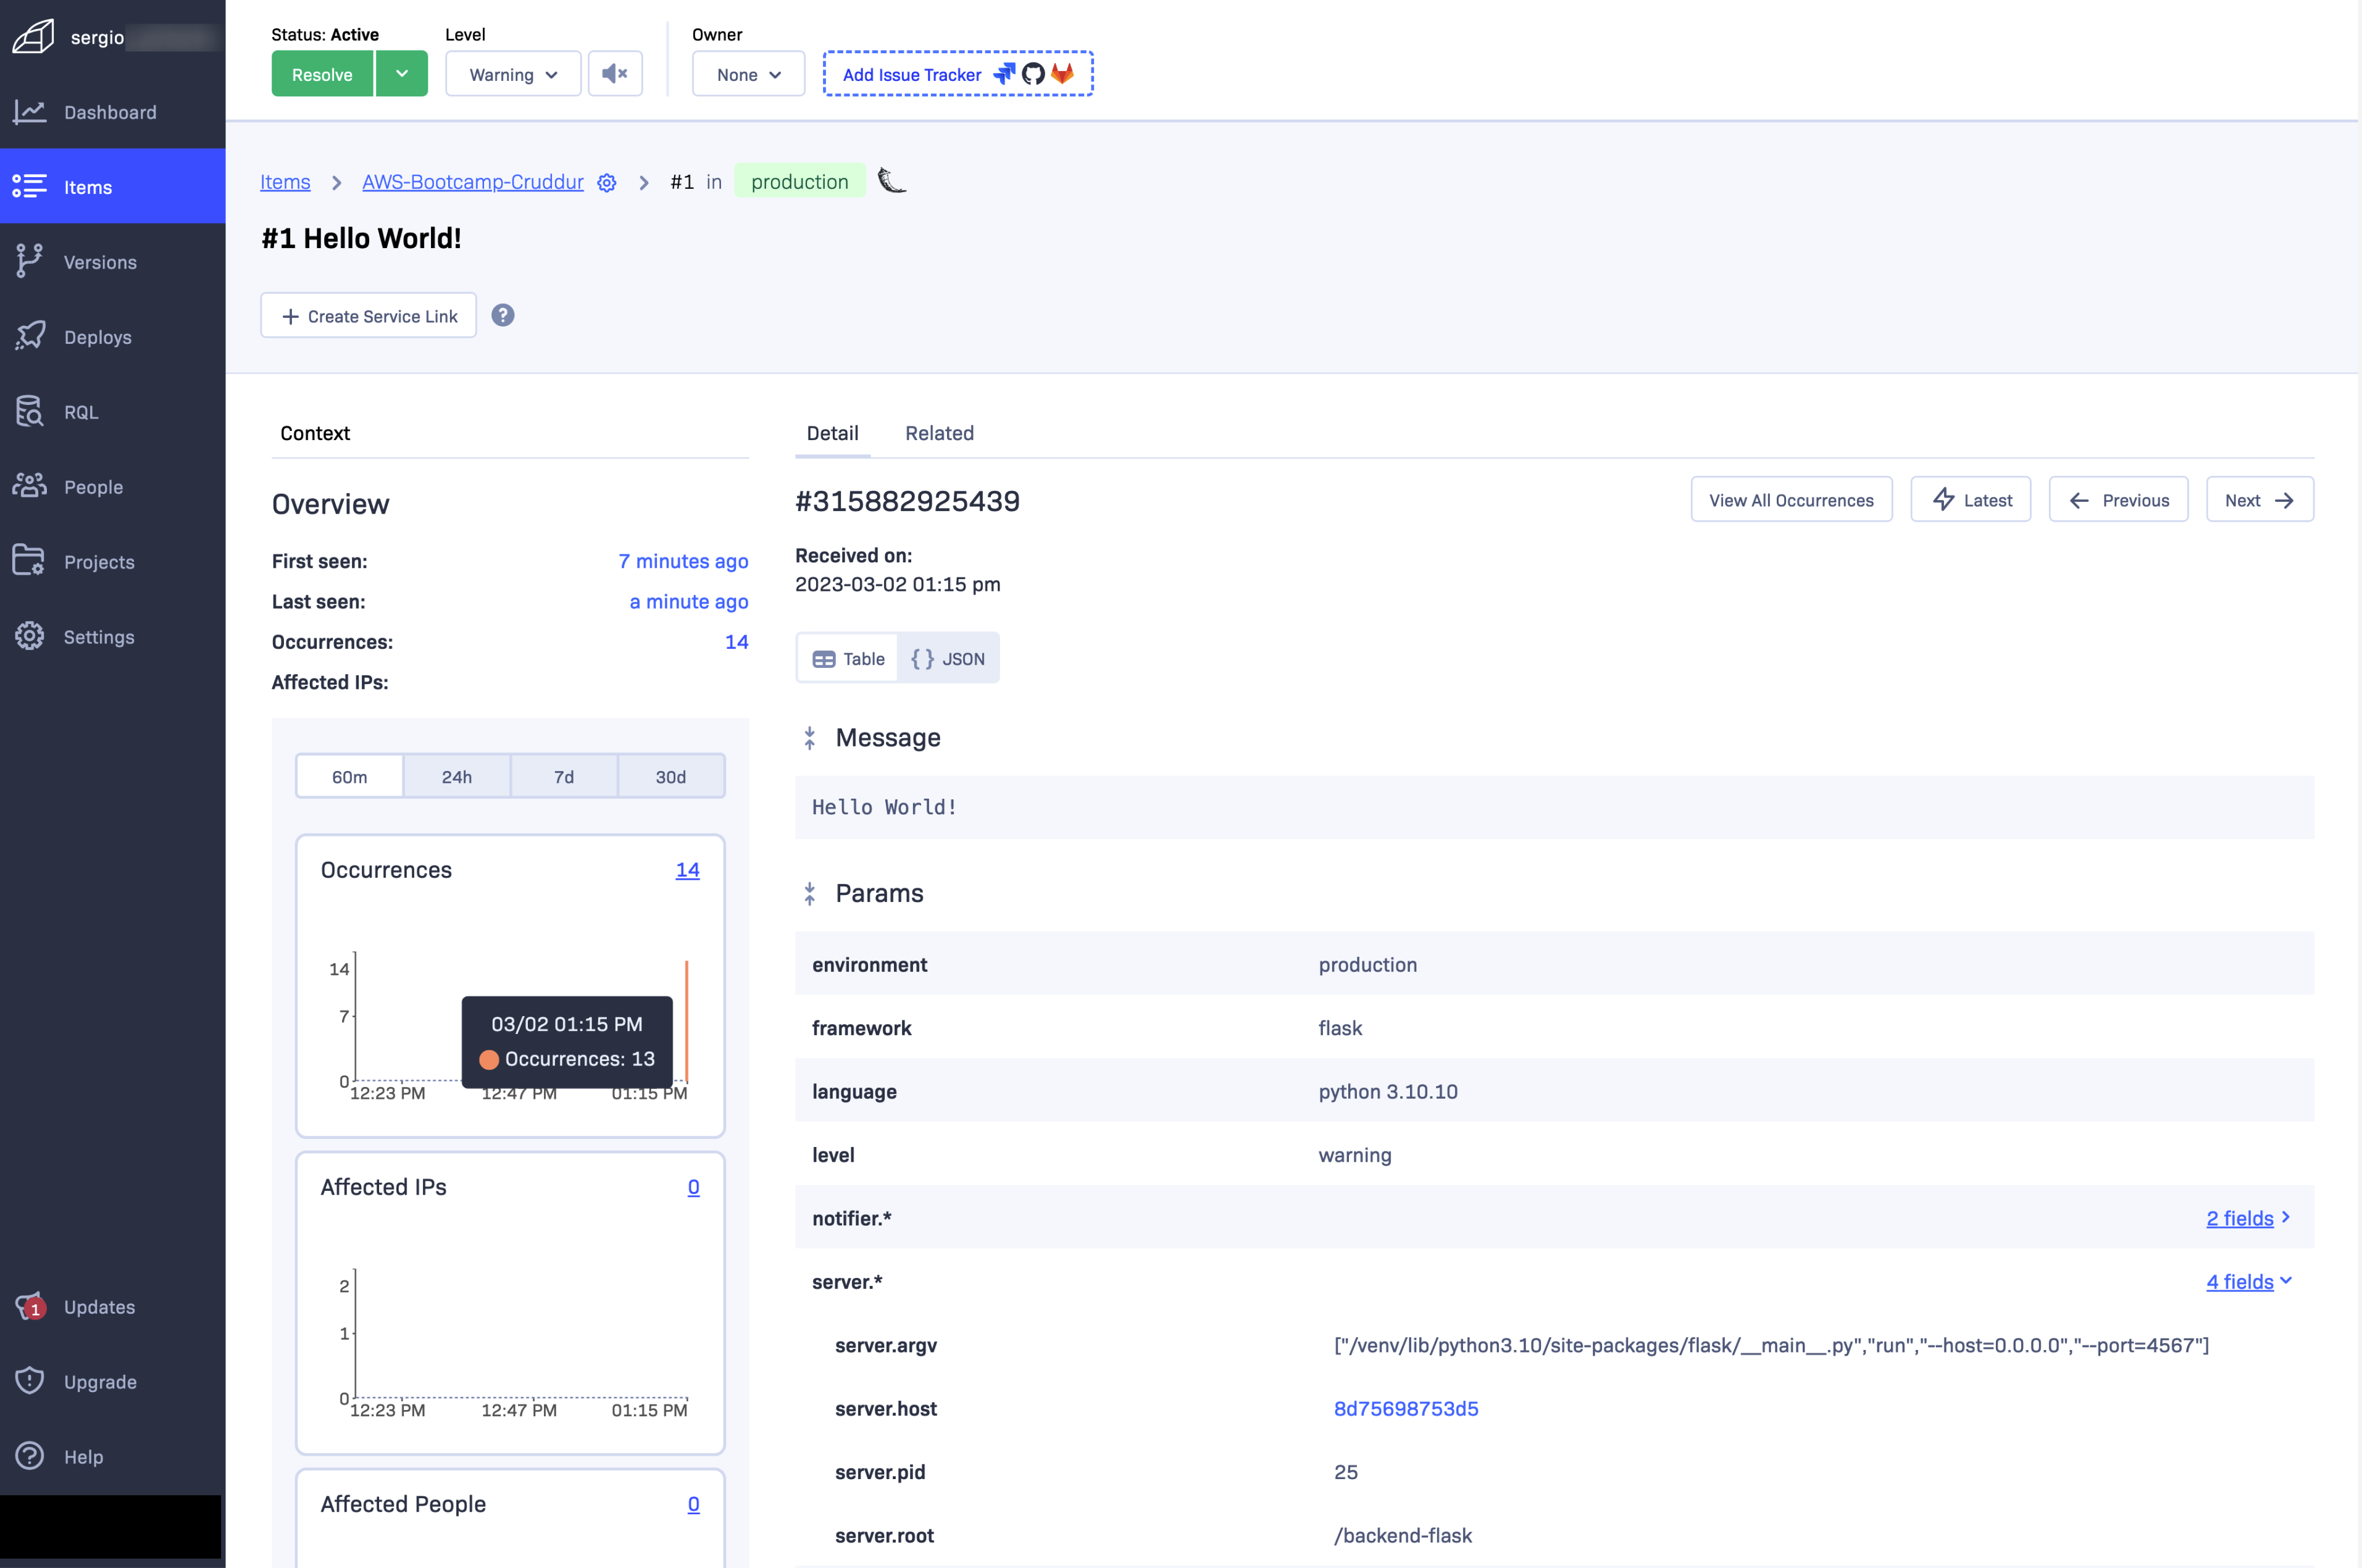 sergio
Dashboard
Items
Versions
Deploys
RQL
People
Projects
Settings
1 Updates
Upgrade
Help
Status: Active
Level
Owner
Resolve
Warning
None
Add Issue Tracker
Items AWS-Bootcamp-Cruddur #1 in production
#1 Hello World!
+ Create Service Link ?
Context
Overview
First seen: 7 minutes ago
Last seen: a minute ago
Occurrences: 14
Affected IPs:
60m 24h 7d 30d
Occurrences 14
14
7
0
03/02 01:15 PM
Occurrences: 13
12:23 PM 12:47 PM 01:15 PM
Affected IPs 0
2
1
0
12:23 PM 12:47 PM 01:15 PM
Affected People 0
Detail Related
#315882925439
View All Occurrences Latest Previous Next
Received on:
2023-03-02 01:15 pm
Table { } JSON
Message
Hello World!
Params
environment production
framework flask
language python 3.10.10
level warning
notifier.* 2 fields
server.* 4 fields
server.argv ["/venv/lib/python3.10/site-packages/flask/__main__.py","run","--host=0.0.0.0","--port=4567"]
server.host 8d75698753d5
server.pid 25
server.root /backend-flask